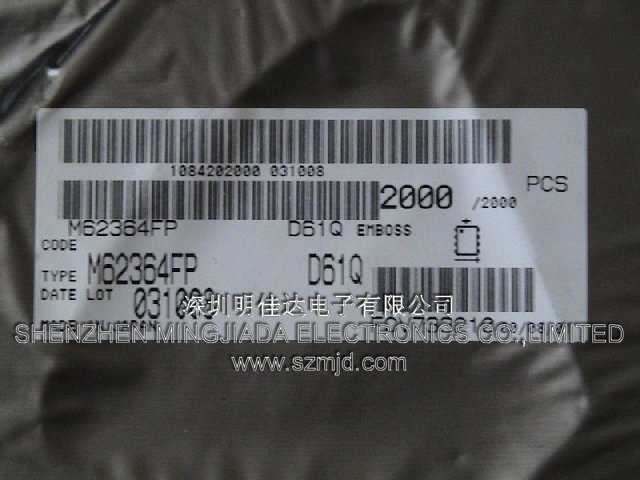 1084202000 031008
2000 /2000 PCS
M62364FP D61Q EMBOSS
CODE
TYPE M62364FP D61Q
DATE LOT
深圳明佳达电子有限公司
SHENZHEN MINGJIADA ELECTRONICS CO.,LIMITED
www.szmjd.com